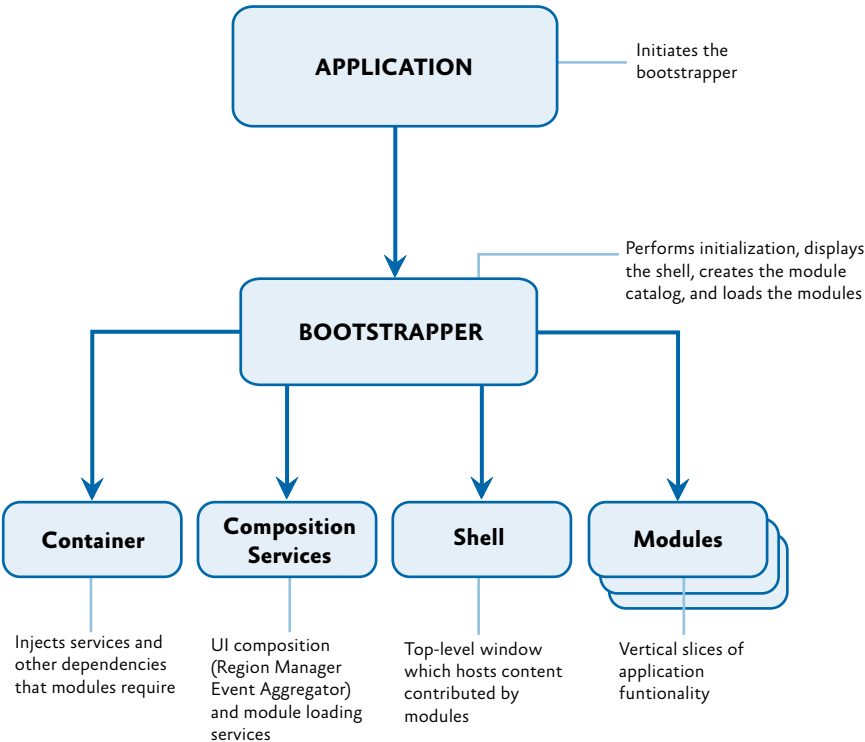 APPLICATION
Initiates the
bootstrapper
Performs initialization, displays
the shell, creates the module
catalog, and loads the modules
BOOTSTRAPPER
Container
Composition
Services
Shell
Modules
Injects services and
other dependencies
that modules require
UI composition
(Region Manager
Event Aggregator)
and module loading
services
Top-level window
which hosts content
contributed by
modules
Vertical slices of
application
funtionality